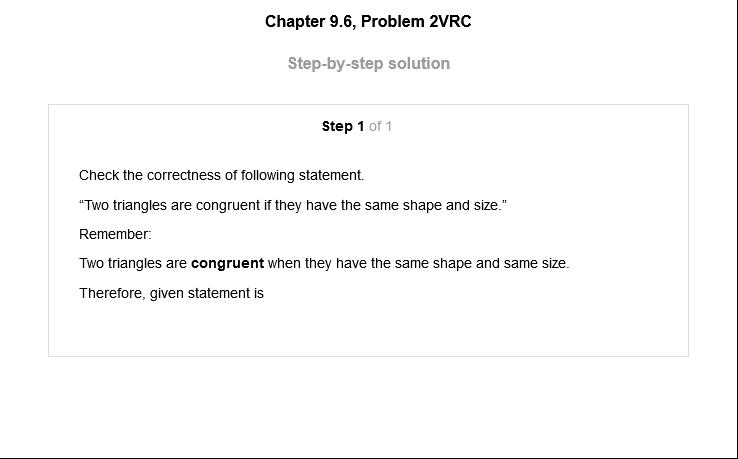 Chapter 9.6, Problem 2VRC
Step-by-step solution
Step 1 of 1
Check the correctness of following statement.
“Two triangles are congruent if they have the same shape and size.”
Remember:
Two triangles are congruent when they have the same shape and same size.
Therefore, given statement is